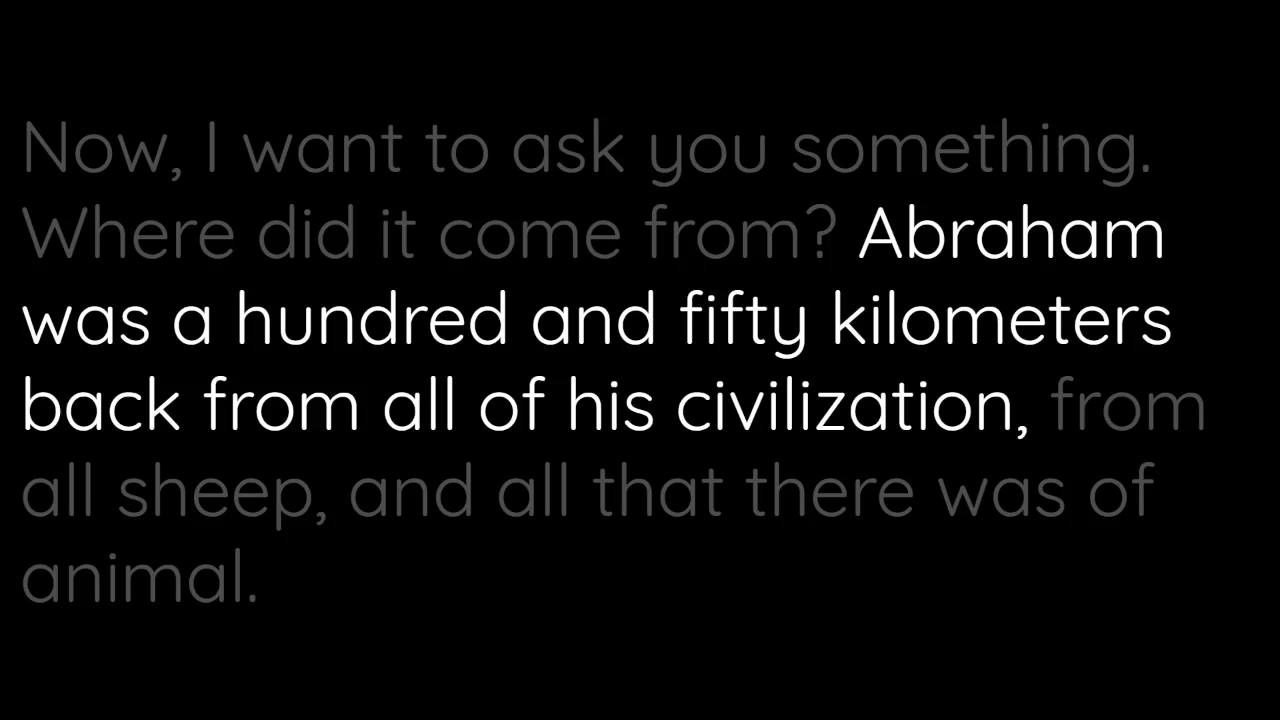 Now, I want to ask you something.
Where did it come from? Abraham
was a hundred and fifty kilometers
back from all of his civilization, from
all sheep, and all that there was of
animal.